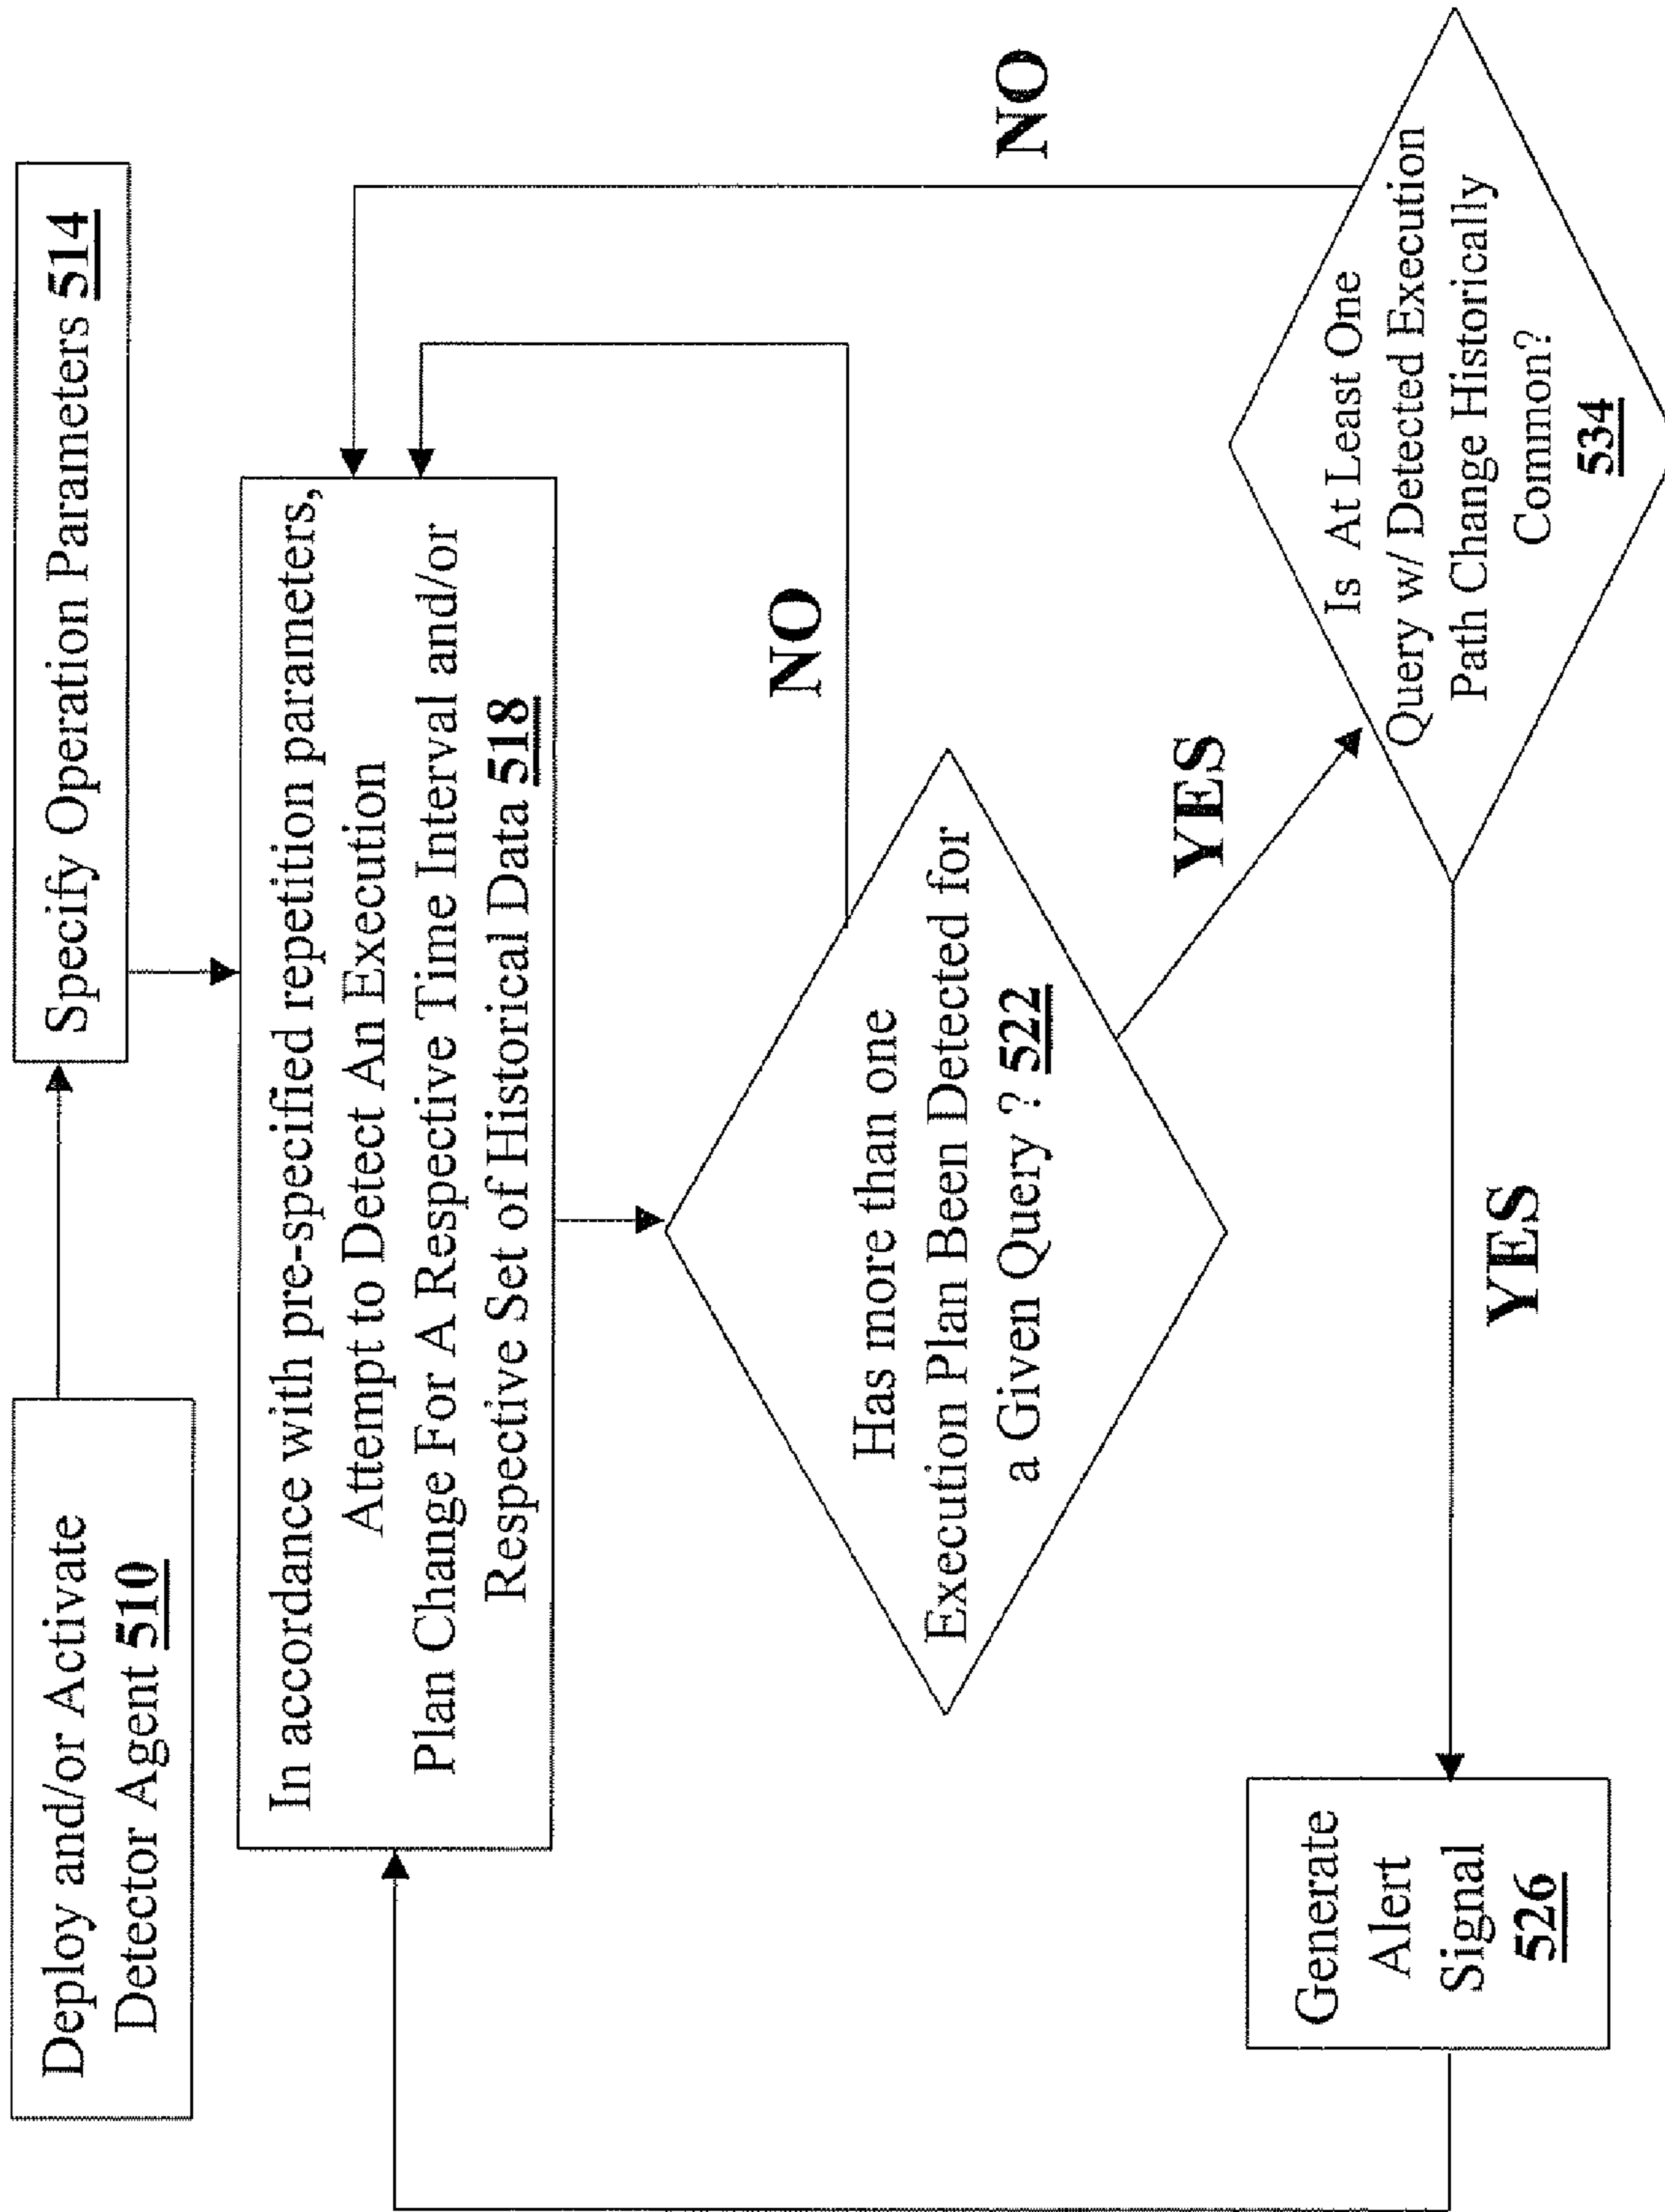 Deploy and/or Activate
Detector Agent 510
Specify Operation Parameters 514
In accordance with pre-specified repetition parameters,
Attempt to Detect An Execution
Plan Change For A Respective Time Interval and/or
Respective Set of Historical Data 518
Has more than one
Execution Plan Been Detected for
a Given Query ? 522
NO
YES
Is At Least One
Query w/ Detected Execution
Path Change Historically
Common?
534
NO
YES
Generate
Alert
Signal
526